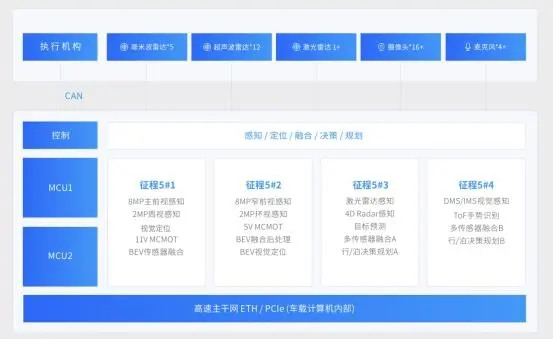 执行机构
毫米波雷达*5
超声波雷达*12
激光雷达 1+
摄像头*16+
麦克风*4+
CAN
控制
感知 / 定位 / 融合 / 决策 / 规划
MCU1
MCU2
征程5#1
8MP主前视感知
2MP周视感知
视觉定位
11V MCMOT
BEV传感器融合
征程5#2
8MP窄前视感知
2MP环视感知
5V MCMOT
BEV融合后处理
BEV视觉定位
征程5#3
激光雷达感知
4D Radar感知
目标预测
多传感器融合A
行/泊决策规划A
征程5#4
DMS/IMS视觉感知
ToF手势识别
多传感器融合B
行/泊决策规划B
高速主干网 ETH / PCIe (车载计算机内部)